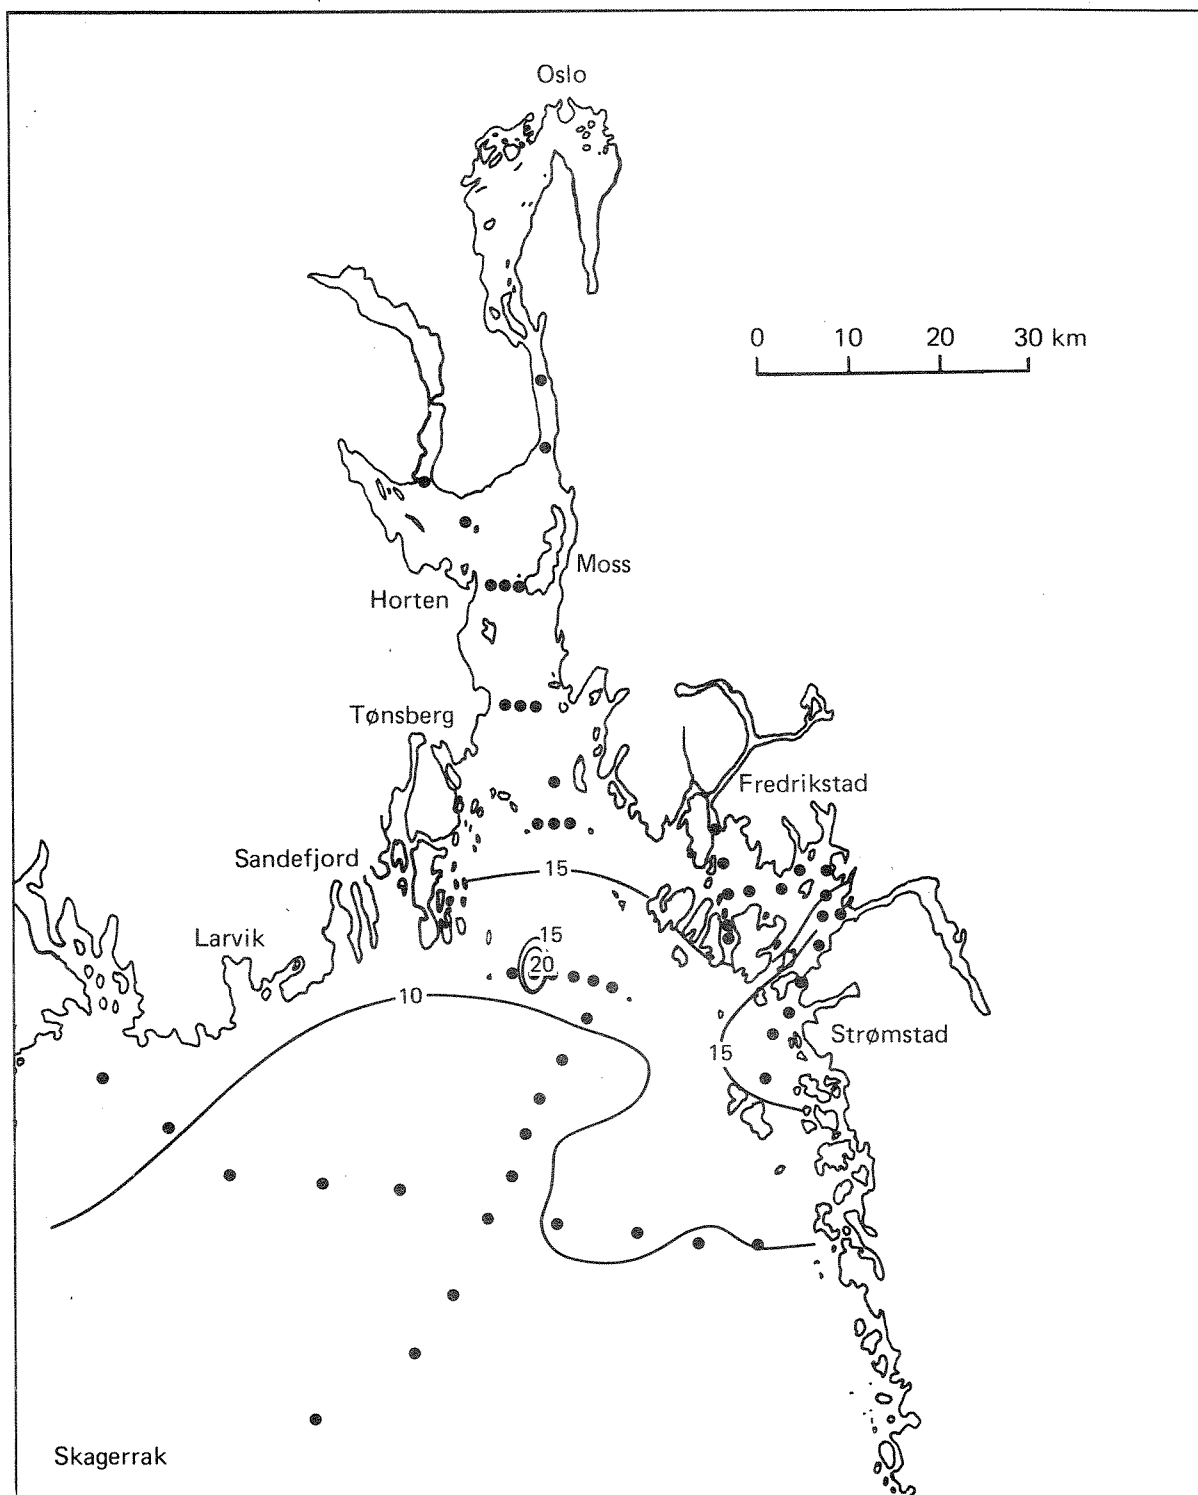 Oslo
0 10 20 30 km
Moss
Horten
Tønsberg
Fredrikstad
Sandefjord
15
Larvik
15
20
10
Strømstad
15
Skagerrak